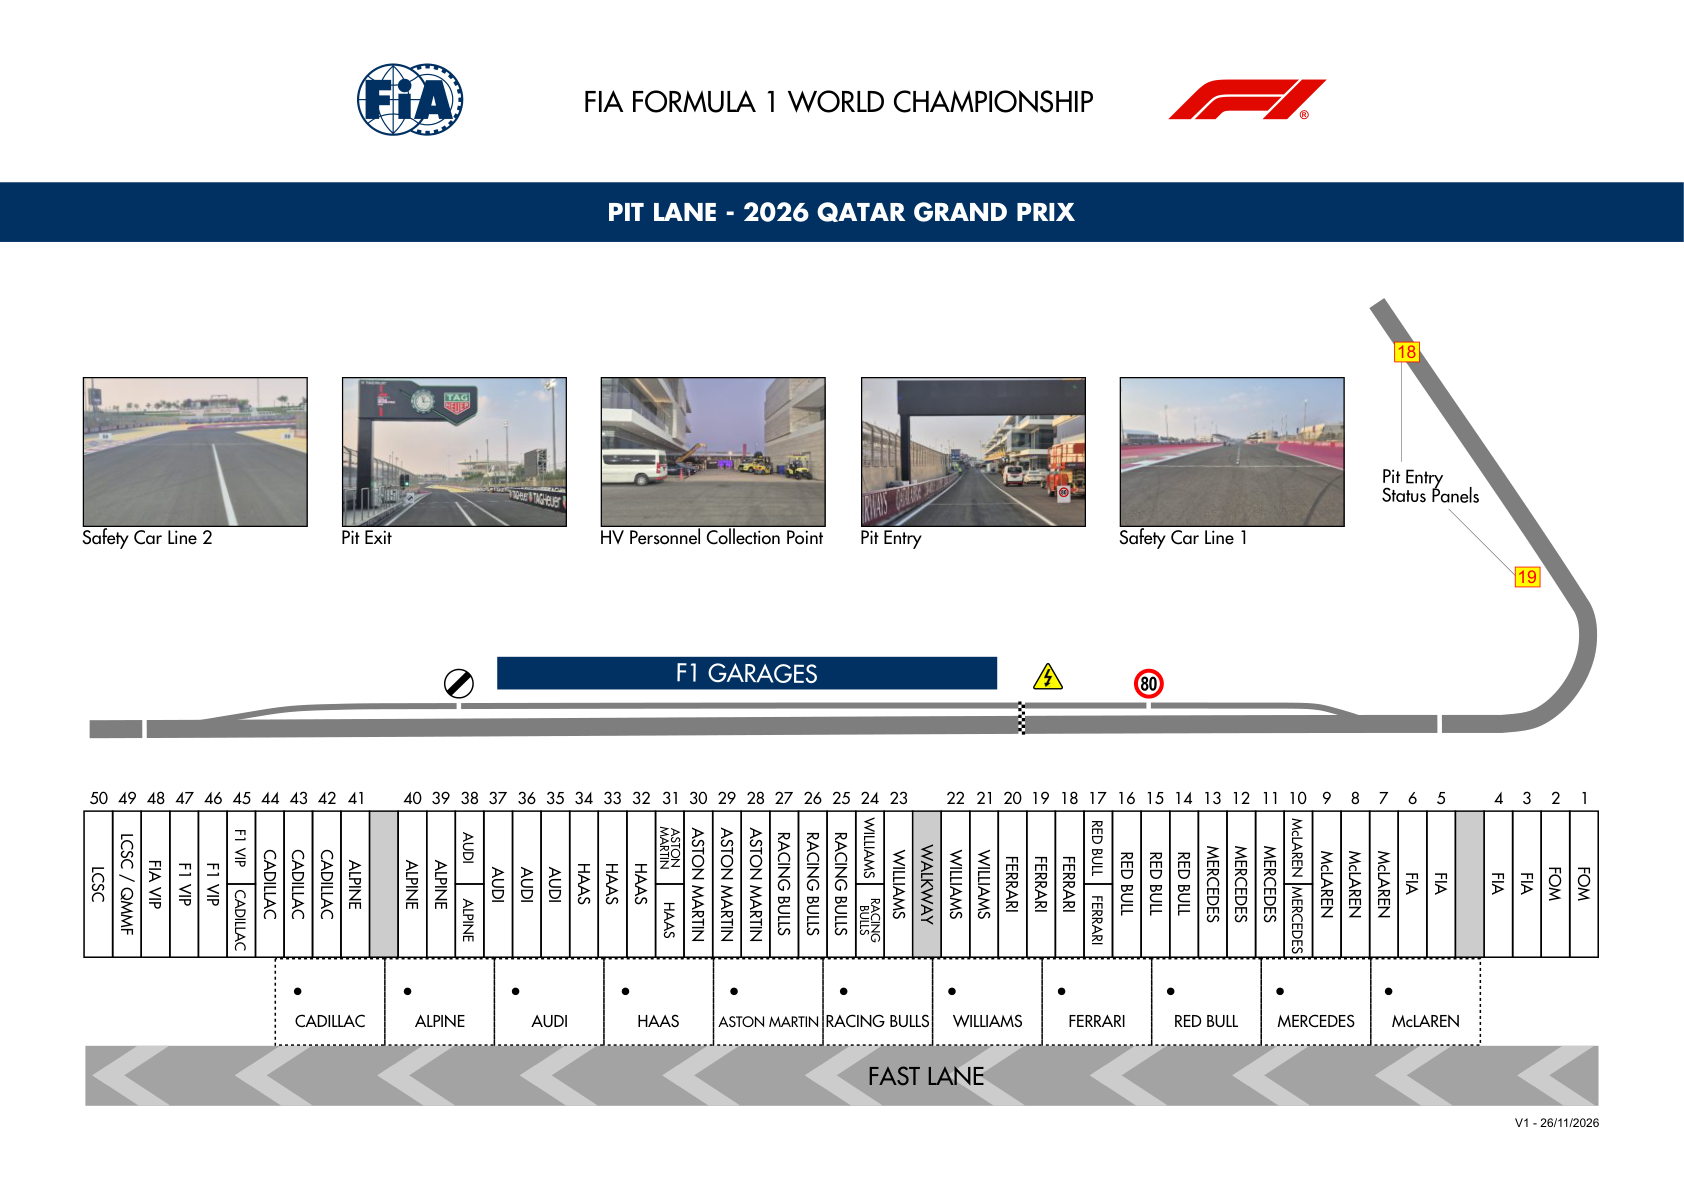 FiA
FIA FORMULA 1 WORLD CHAMPIONSHIP
®
PIT LANE - 2026 QATAR GRAND PRIX
18
Pit Entry
Status Panels
19
TAG
HEUER
TAGHeuer
Safety Car Line 2
Pit Exit
HV Personnel Collection Point
Pit Entry
Safety Car Line 1
F1 GARAGES
80
50 49 48 47 46 45 44 43 42 41 40 39 38 37 36 35 34 33 32 31 30 29 28 27 26 25 24 23 22 21 20 19 18 17 16 15 14 13 12 11 10 9 8 7 6 5 4 3 2 1
LCSC
LCSC / QMMF
FIA VIP
F1 VIP
F1 VIP
F1 VIP
CADILLAC
CADILLAC
CADILLAC
CADILLAC
ALPINE
ALPINE
ALPINE
AUDI
ALPINE
AUDI
AUDI
AUDI
HAAS
HAAS
HAAS
ASTON
MARTIN
HAAS
ASTON MARTIN
ASTON MARTIN
ASTON MARTIN
RACING BULLS
RACING BULLS
RACING BULLS
WILLIAMS
RACING
BULLS
WILLIAMS
WALKWAY
WILLIAMS
WILLIAMS
FERRARI
FERRARI
FERRARI
RED BULL
FERRARI
RED BULL
RED BULL
RED BULL
MERCEDES
MERCEDES
MERCEDES
McLAREN
MERCEDES
McLAREN
McLAREN
McLAREN
FIA
FIA
FIA
FIA
FOM
FOM
CADILLAC ALPINE AUDI HAAS ASTON MARTIN RACING BULLS WILLIAMS FERRARI RED BULL MERCEDES McLAREN
FAST LANE
V1 - 26/11/2026